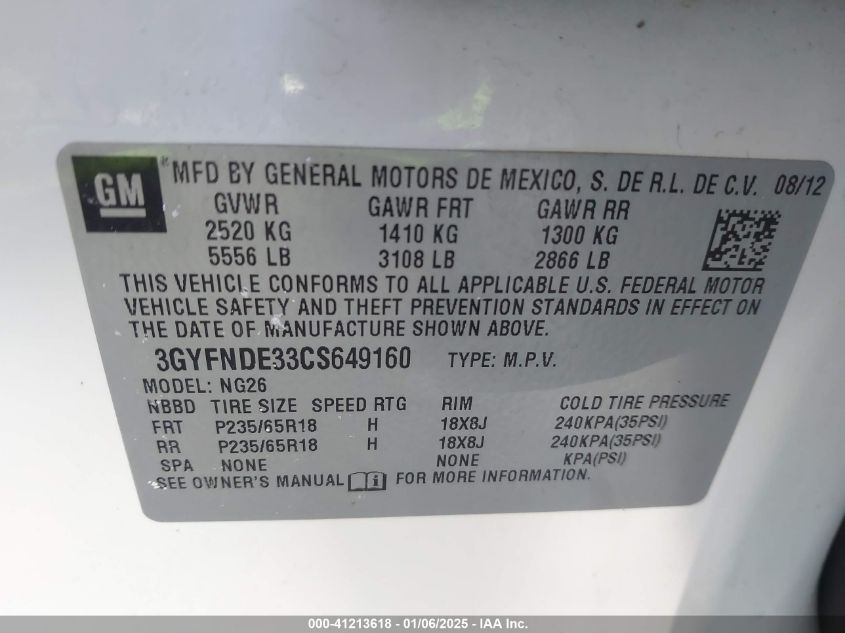 GM ® MFD BY GENERAL MOTORS DE MEXICO, S. DE R.L. DE C.V. 08/12
GVWR GAWR FRT GAWR RR
2520 KG 1410 KG 1300 KG
5556 LB 3108 LB 2866 LB
THIS VEHICLE CONFORMS TO ALL APPLICABLE U.S. FEDERAL MOTOR
VEHICLE SAFETY AND THEFT PREVENTION STANDARDS IN EFFECT ON
THE DATE OF MANUFACTURE SHOWN ABOVE.
3GYFNDE33CS649160 TYPE: M.P.V.
MODEL: NG26
NBBD TIRE SIZE SPEED RTG RIM COLD TIRE PRESSURE
FRT P235/65R18 H 18X8J 240KPA(35PSI)
RR P235/65R18 H 18X8J 240KPA(35PSI)
SPA NONE NONE KPA(PSI)
SEE OWNER'S MANUAL i FOR MORE INFORMATION.
000-41213618 - 01/06/2025 - IAA Inc.